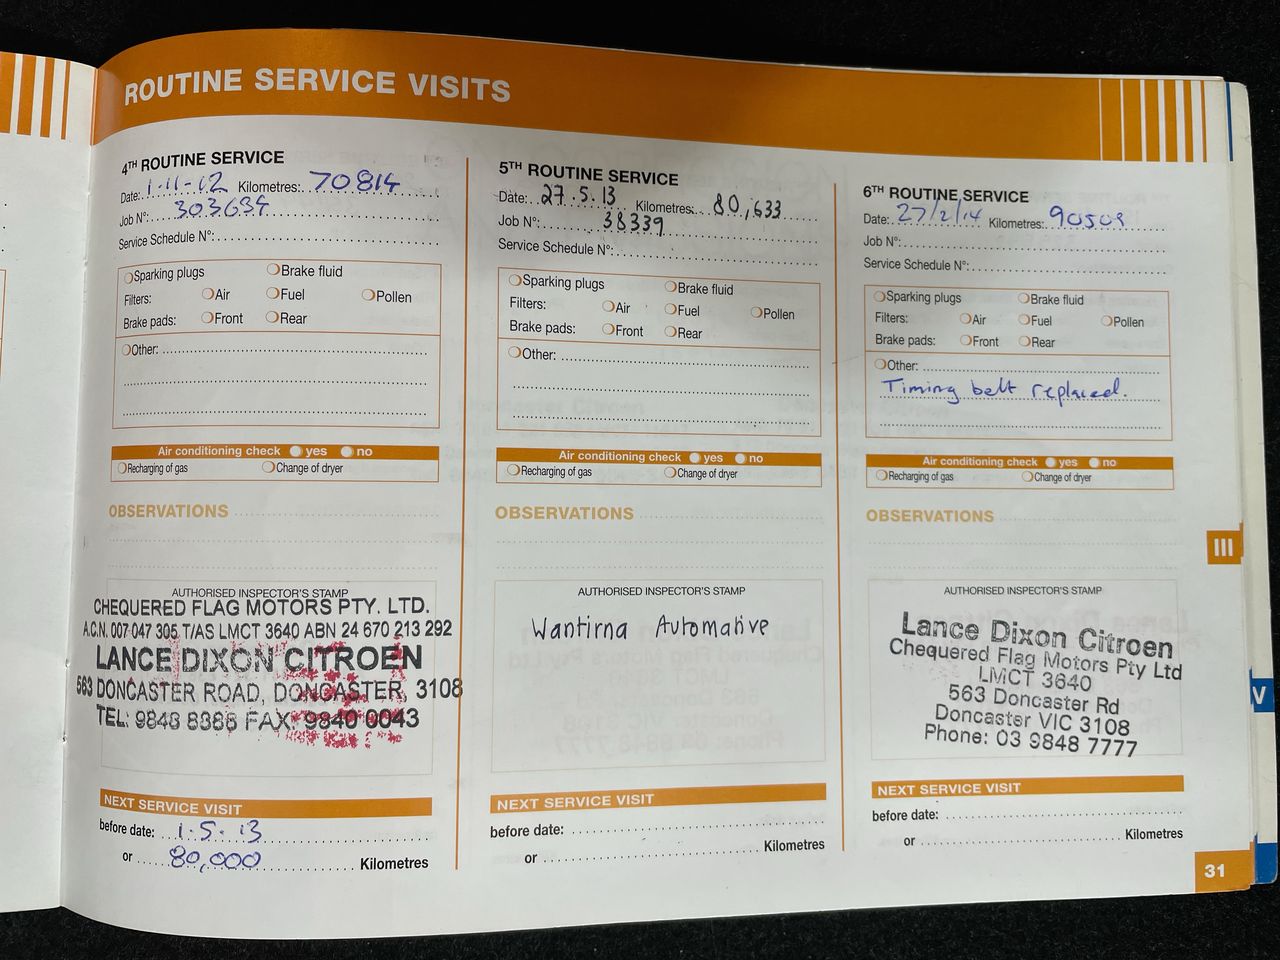 ROUTINE SERVICE VISITS
4TH ROUTINE SERVICE
Date: 1-11-12 Kilometres: 70814
Job N°: 303634
Service Schedule N°:
Sparking plugs Brake fluid
Filters: Air Fuel Pollen
Brake pads: Front Rear
Other:
Air conditioning check yes no
Recharging of gas Change of dryer
OBSERVATIONS
AUTHORISED INSPECTOR'S STAMP
CHEQUERED FLAG MOTORS PTY. LTD.
A.C.N. 007 047 305 T/AS LMCT 3640 ABN 24 670 213 292
LANCE DIXON CITROEN
563 DONCASTER ROAD, DONCASTER, 3108
TEL: 9848 8388 FAX: 9840 0043
NEXT SERVICE VISIT
before date: 1.5.13
or 80,000 Kilometres
5TH ROUTINE SERVICE
Date: 27.5.13 Kilometres: 80,633
Job N°: 38339
Service Schedule N°:
Sparking plugs Brake fluid
Filters: Air Fuel Pollen
Brake pads: Front Rear
Other:
Air conditioning check yes no
Recharging of gas Change of dryer
OBSERVATIONS
AUTHORISED INSPECTOR'S STAMP
Wantirna Automative
NEXT SERVICE VISIT
before date:
or Kilometres
6TH ROUTINE SERVICE
Date: 27/2/14 Kilometres: 90509
Job N°:
Service Schedule N°:
Sparking plugs Brake fluid
Filters: Air Fuel Pollen
Brake pads: Front Rear
Other:
Timing belt replaced.
Air conditioning check yes no
Recharging of gas Change of dryer
OBSERVATIONS
AUTHORISED INSPECTOR'S STAMP
Lance Dixon Citroen
Chequered Flag Motors Pty Ltd
LMCT 3640
563 Doncaster Rd
Doncaster VIC 3108
Phone: 03 9848 7777
NEXT SERVICE VISIT
before date:
or Kilometres
III
V
31